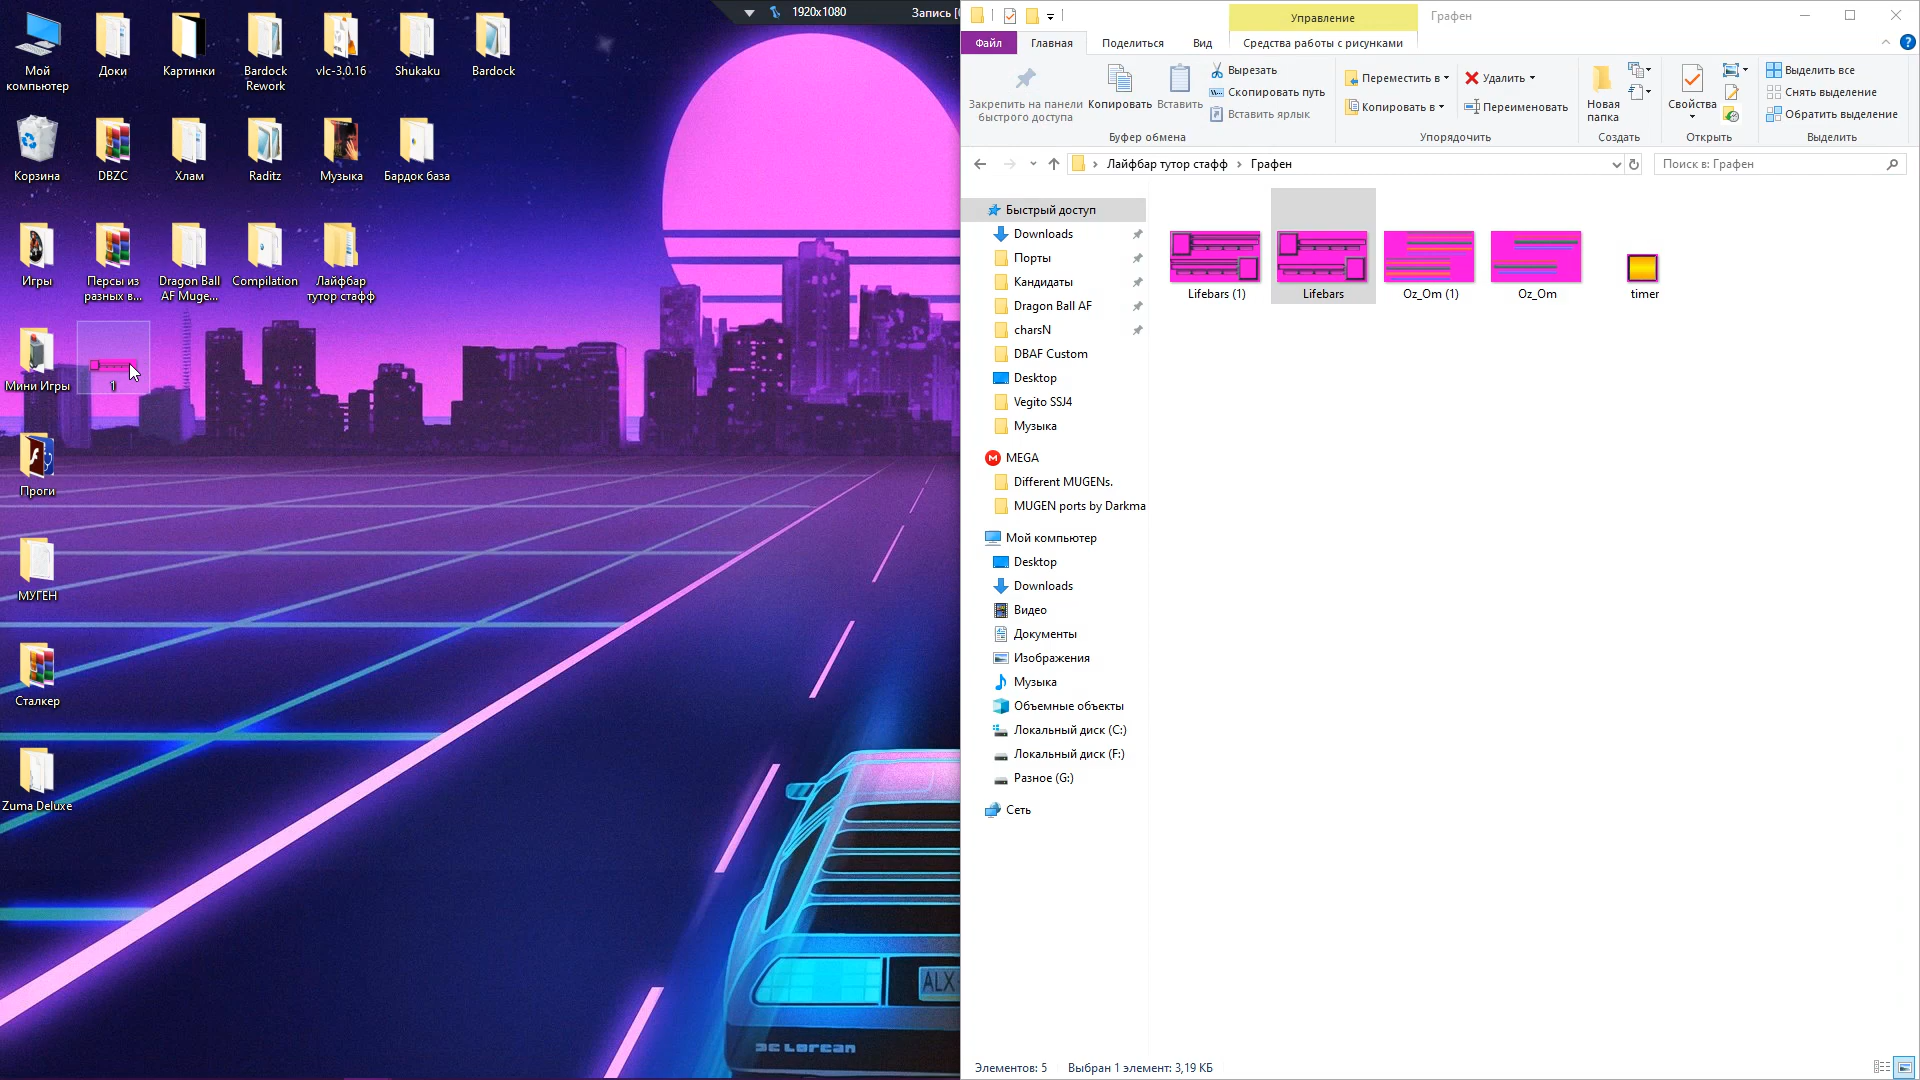 1920x1080
Запись [
Мой компьютер
Доки
Картинки
Bardock Rework
vlc-3.0.16
Shukaku
Bardock
Корзина
DBZC
Хлам
Raditz
Музыка
Бардок база
Игры
Персы из разных в...
Dragon Ball AF Muge...
Compilation
Лайфбар тутор стафф
Мини Игры
1
Проги
МУГЕН
Сталкер
Zuma Deluxe
ALX
DeLorean
Управление
Графен
Файл
Главная
Поделиться
Вид
Средства работы с рисунками
Закрепить на панели быстрого доступа
Копировать
Вставить
Вырезать
Скопировать путь
Вставить ярлык
Буфер обмена
Переместить в
Копировать в
Удалить
Переименовать
Упорядочить
Новая папка
Создать
Свойства
Открыть
Выделить все
Снять выделение
Обратить выделение
Выделить
Лайфбар тутор стафф
Графен
Поиск в: Графен
Быстрый доступ
Downloads
Порты
Кандидаты
Dragon Ball AF
charsN
DBAF Custom
Desktop
Vegito SSJ4
Музыка
MEGA
Different MUGENs.
MUGEN ports by Darkma
Мой компьютер
Desktop
Downloads
Видео
Документы
Изображения
Музыка
Объемные объекты
Локальный диск (C:)
Локальный диск (F:)
Разное (G:)
Сеть
Lifebars (1)
Lifebars
Oz_Om (1)
Oz_Om
timer
Элементов: 5
Выбран 1 элемент: 3,19 КБ